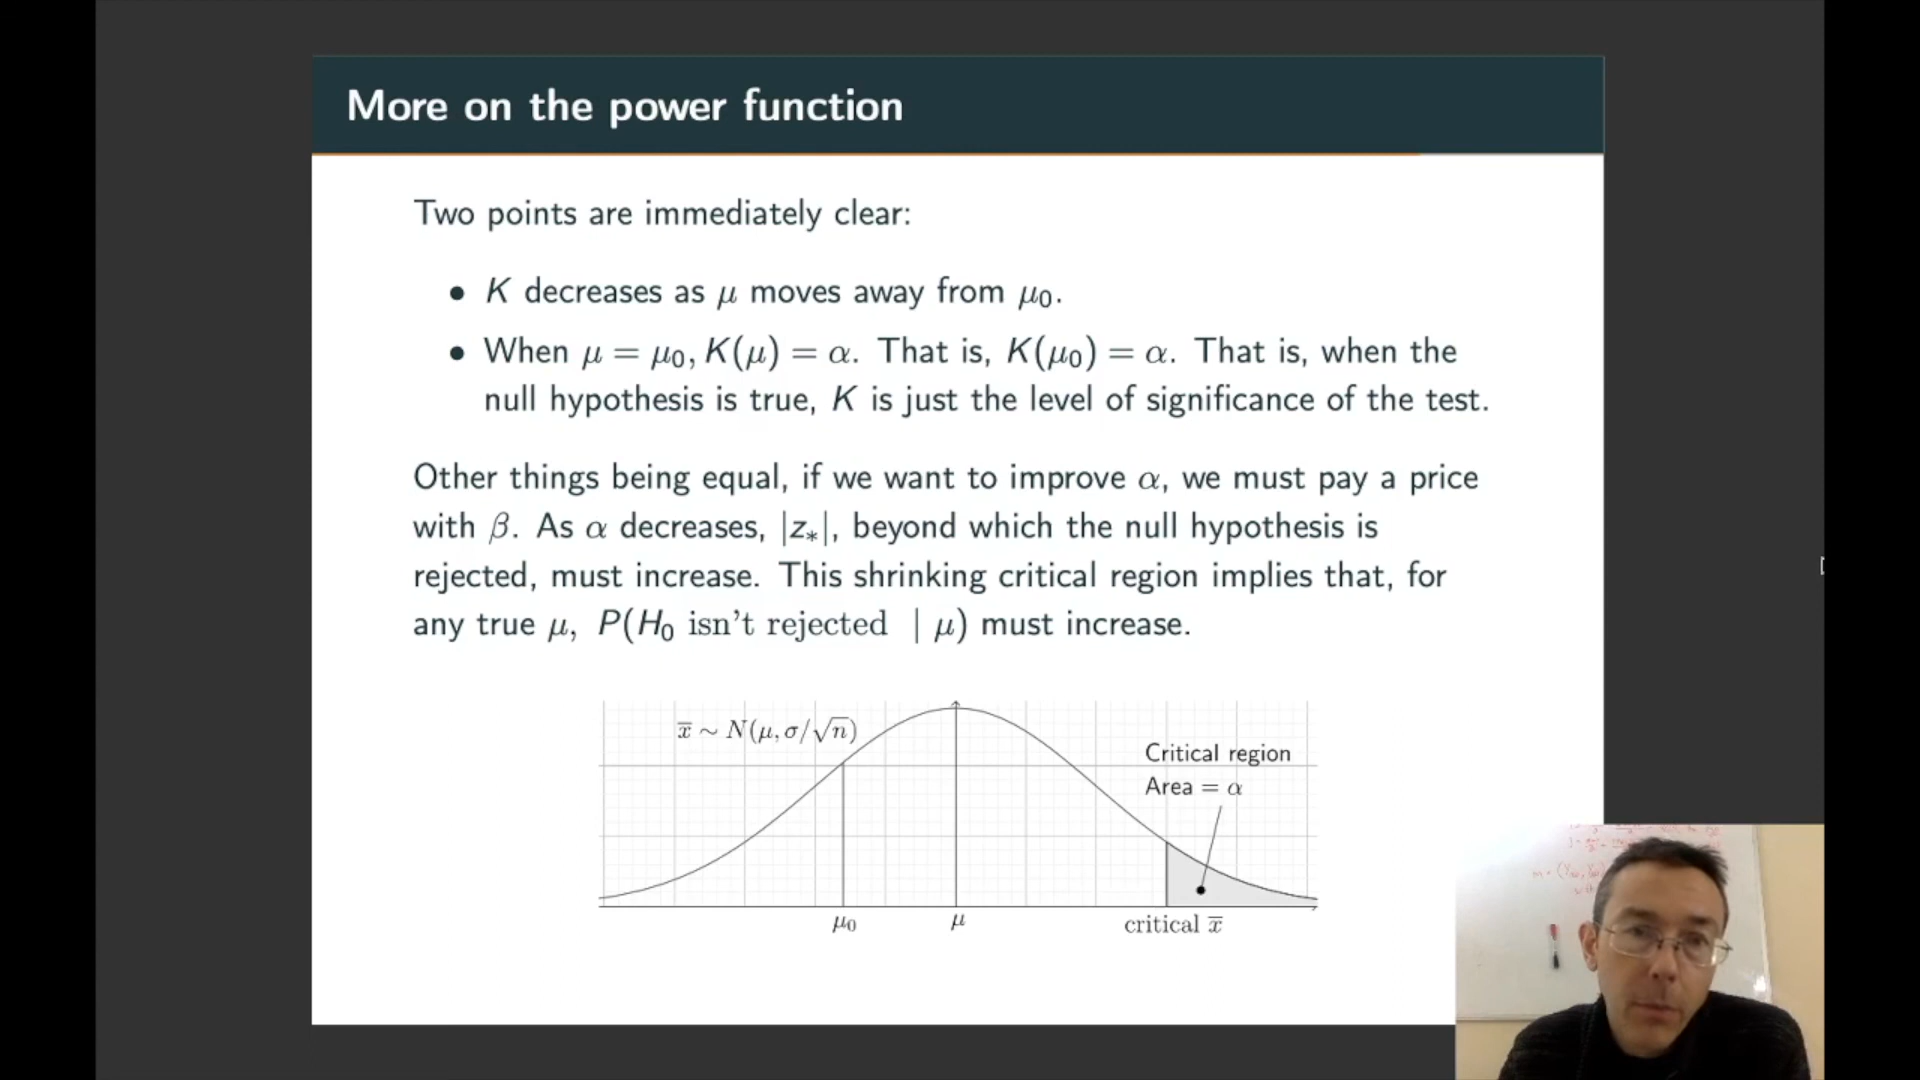 More on the power function
Two points are immediately clear:
• K decreases as μ moves away from μ₀.
• When μ = μ₀, K(μ) = α. That is, K(μ₀) = α. That is, when the
null hypothesis is true, K is just the level of significance of the test.
Other things being equal, if we want to improve α, we must pay a price
with β. As α decreases, |z∗|, beyond which the null hypothesis is
rejected, must increase. This shrinking critical region implies that, for
any true μ, P(H₀ isn't rejected | μ) must increase.
x̅ ∼ N(μ, σ/√n)
Critical region
Area = α
μ₀
μ
critical x̅